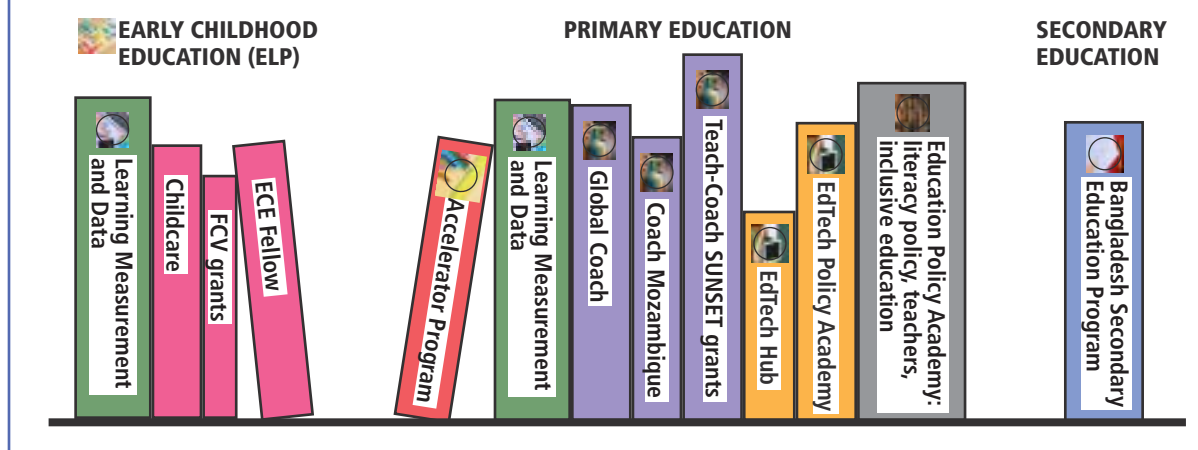 EARLY CHILDHOOD
EDUCATION (ELP)
Learning Measurement
and Data
Childcare
FCV grants
ECE Fellow
PRIMARY EDUCATION
Accelerator Program
Learning Measurement
and Data
Global Coach
Coach Mozambique
Teach-Coach SUNSET grants
EdTech Hub
EdTech Policy Academy
Education Policy Academy:
literacy policy, teachers,
inclusive education
SECONDARY
EDUCATION
Bangladesh Secondary
Education Program